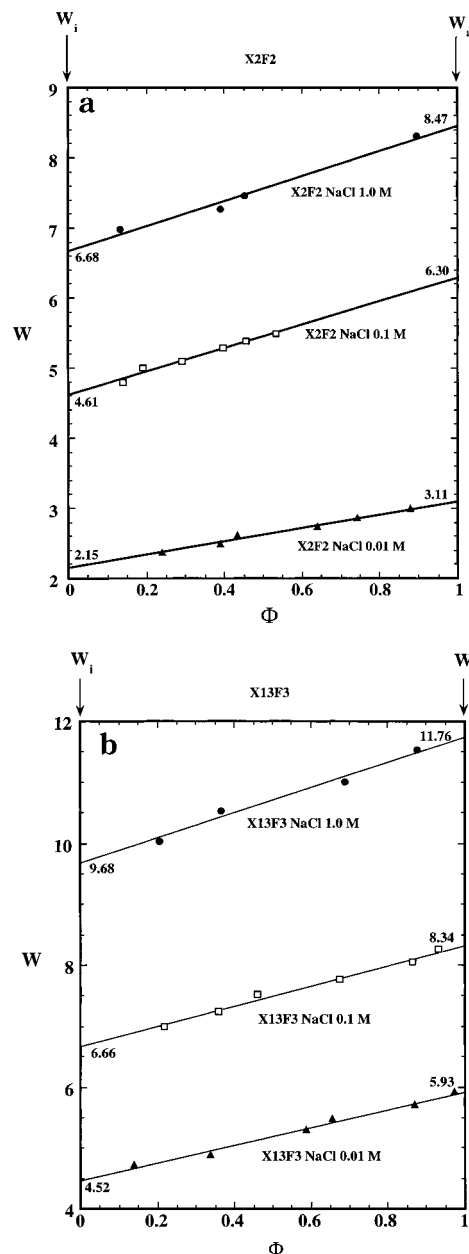 Wi Wa
X2F2
9
a
8.47
8
X2F2 NaCl 1.0 M
7
6.68
6.30
6
W
X2F2 NaCl 0.1 M
5
4.61
4
3.11
3
X2F2 NaCl 0.01 M
2.15
2
0 0.2 0.4 0.6 0.8 1
Φ
Wi W
X13F3
12
b
11.76
X13F3 NaCl 1.0 M
10
9.68
8.34
W
8
X13F3 NaCl 0.1 M
6.66
5.93
6
X13F3 NaCl 0.01 M
4.52
4
0 0.2 0.4 0.6 0.8 1
Φ